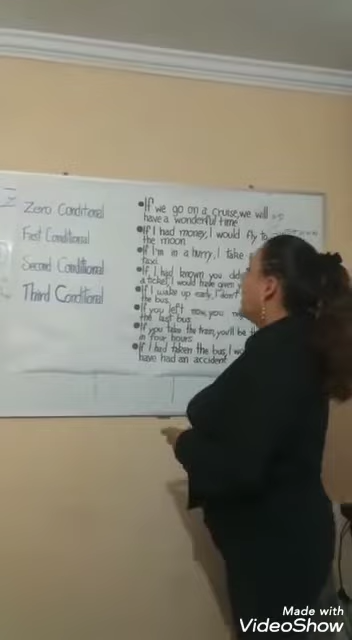 Zero Conditional
First Conditional
Second Conditional
Third Conditional
If we go on a cruise, we will
have a wonderful time
If I had money, I would fly to
the moon
If I'm in a hurry, I take
taxi
If I had known you
a ticket, I would have given
If I wake up early, I don't
the bus.
If you left now, you
the last bus
If you take the train, you'll be
in four hours
If I had taken the bus, I
have had an accident
Made with
VideoShow